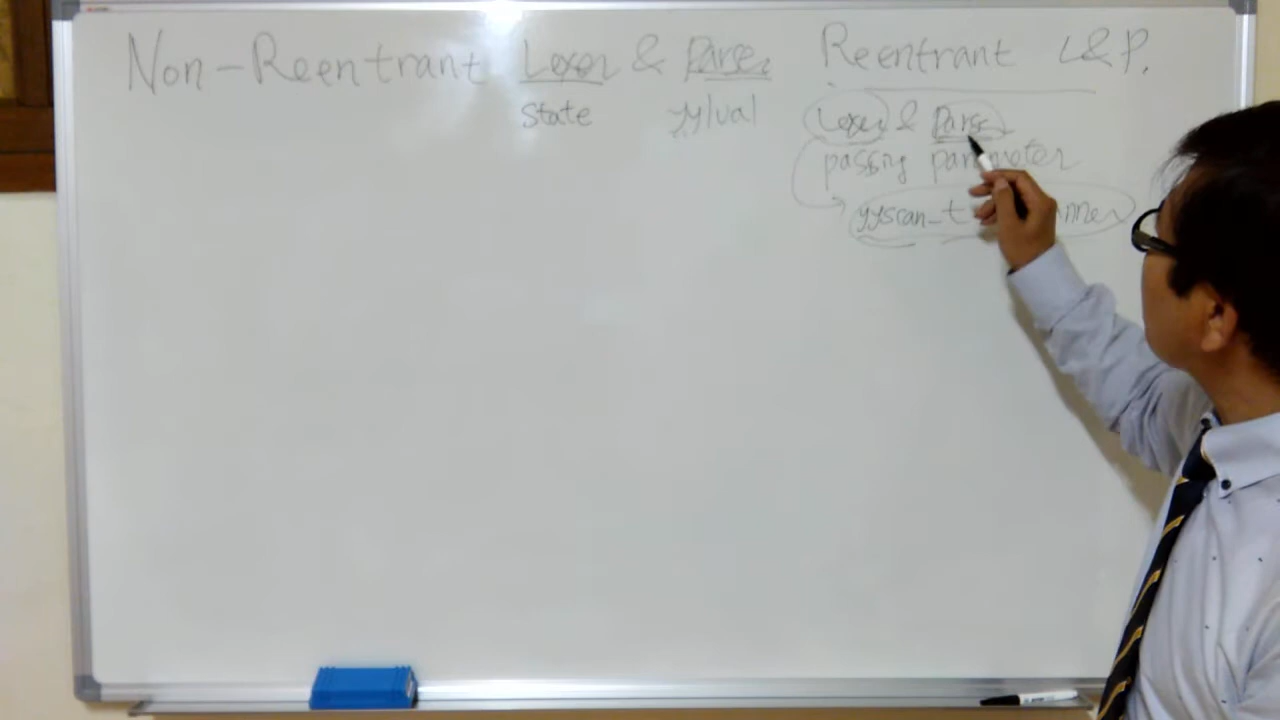 Non-Reentrant Lexer & Parser
state yylval
Reentrant L&P.
Lexer & Parser
passing parameter
yyscan_t